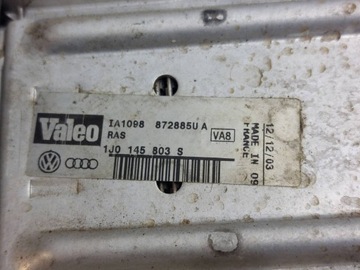 Valeo
IA1098 872885U A
RAS
VA8
1J0 145 803 S
12/12/03
MADE IN 09
FRANCE